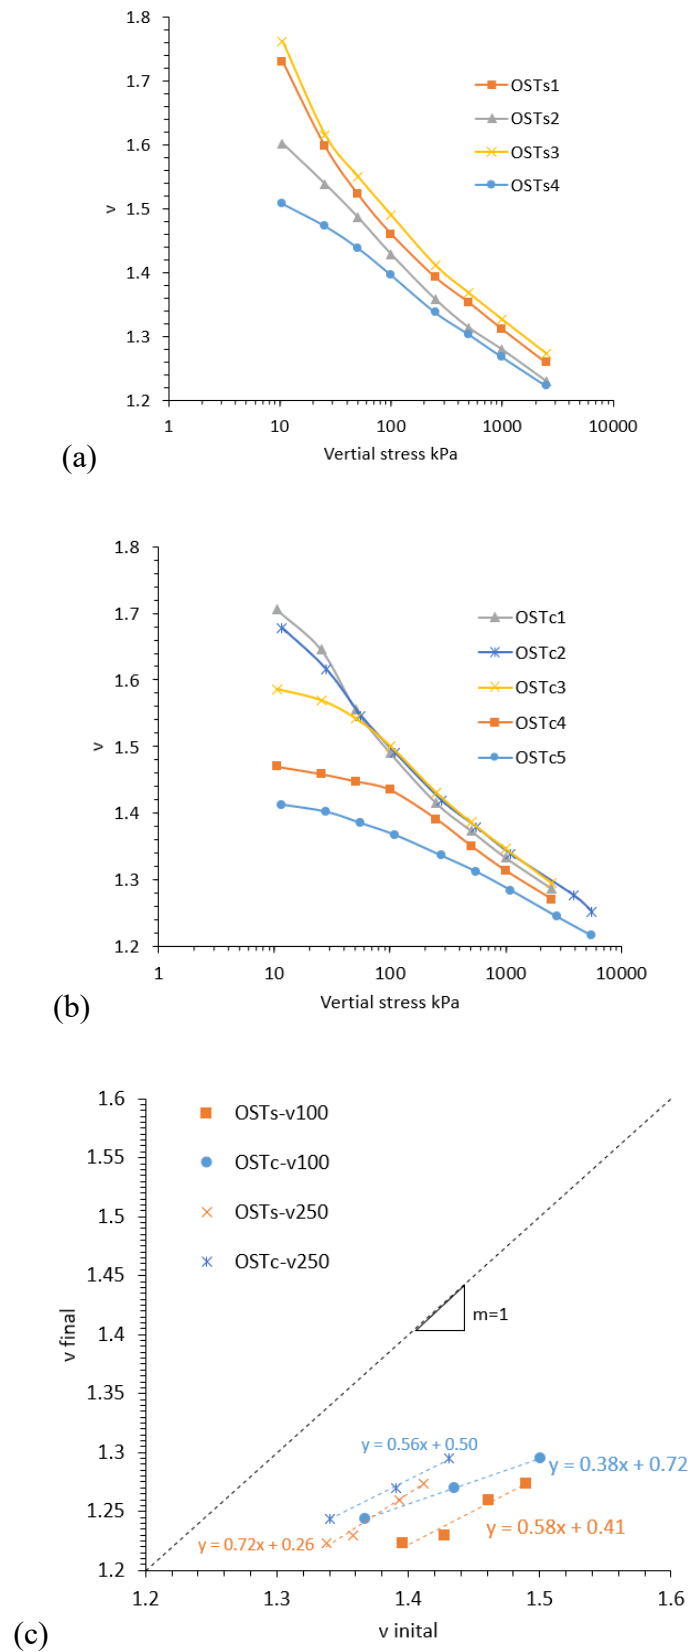 1.8
1.7
1.6
1.5
1.4
1.3
1.2
v
OSTs1
OSTs2
OSTs3
OSTs4
1 10 100 1000 10000
Vertial stress kPa
(a)
1.8
1.7
1.6
1.5
1.4
1.3
1.2
v
OSTc1
OSTc2
OSTc3
OSTc4
OSTc5
1 10 100 1000 10000
Vertial stress kPa
(b)
1.6
1.55
1.5
1.45
1.4
1.35
1.3
1.25
1.2
v final
OSTs-v100
OSTc-v100
OSTs-v250
OSTc-v250
m=1
y = 0.56x + 0.50
y = 0.38x + 0.72
y = 0.58x + 0.41
y = 0.72x + 0.26
1.2 1.3 1.4 1.5 1.6
v inital
(c)